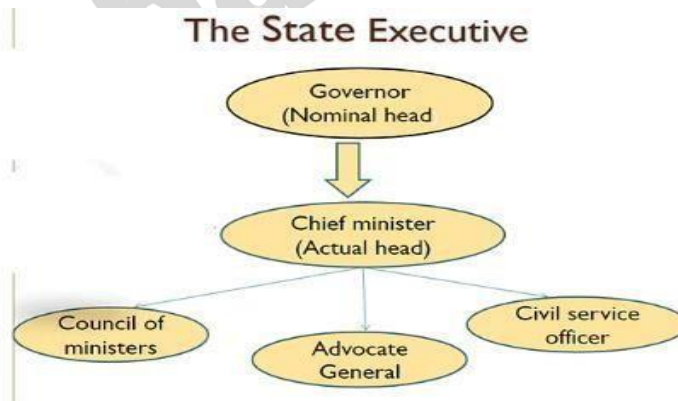 The State Executive
Governor
(Nominal head
Chief minister
(Actual head)
Council of
ministers
Advocate
General
Civil service
officer